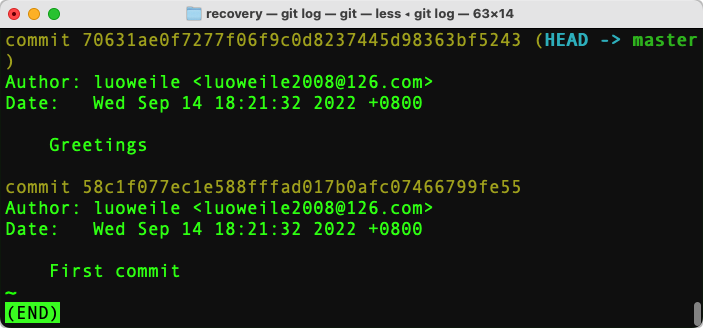 recovery — git log — git — less ◂ git log — 63×14
commit 70631ae0f7277f06f9c0d8237445d98363bf5243 (HEAD -> master
)
Author: luoweile <luoweile2008@126.com>
Date:   Wed Sep 14 18:21:32 2022 +0800
    Greetings
commit 58c1f077ec1e588fffad017b0afc07466799fe55
Author: luoweile <luoweile2008@126.com>
Date:   Wed Sep 14 18:21:32 2022 +0800
    First commit
~
(END)